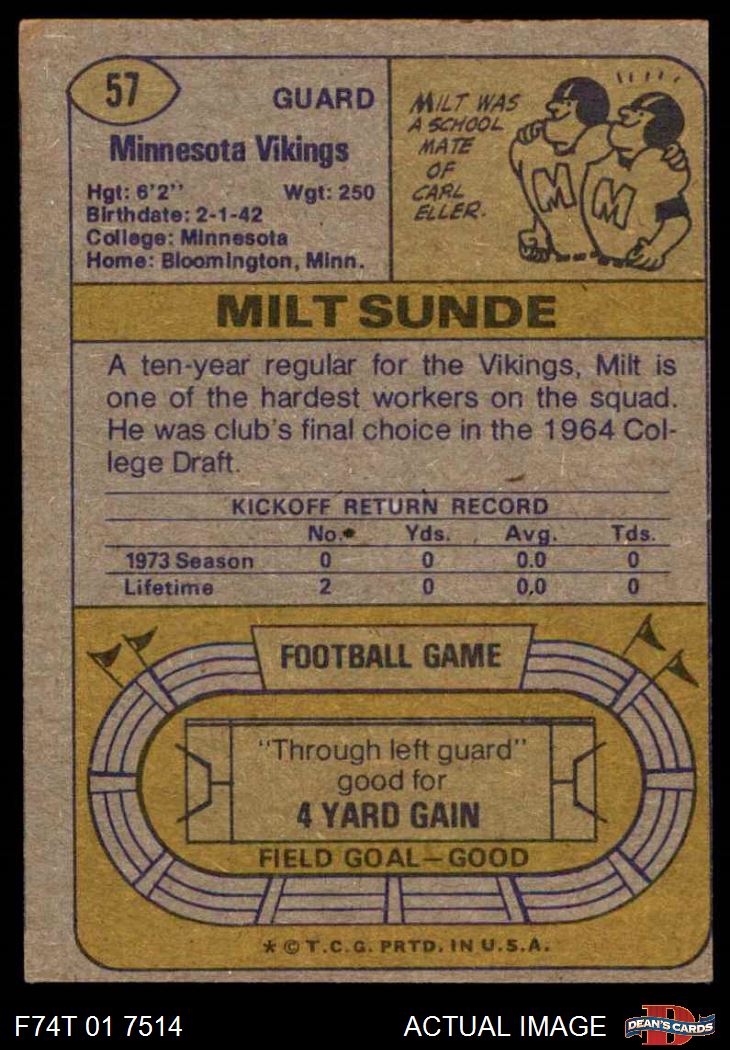 57
GUARD
Minnesota Vikings
Hgt: 6'2" Wgt: 250
Birthdate: 2-1-42
College: Minnesota
Home: Bloomington, Minn.
MILT WAS
A SCHOOL
MATE
OF
CARL
ELLER.
M M
MILT SUNDE
A ten-year regular for the Vikings, Milt is
one of the hardest workers on the squad.
He was club's final choice in the 1964 Col-
lege Draft.
KICKOFF RETURN RECORD
No. Yds. Avg. Tds.
1973 Season 0 0 0.0 0
Lifetime 2 0 0.0 0
FOOTBALL GAME
"Through left guard"
good for
4 YARD GAIN
FIELD GOAL—GOOD
* © T.C.G. PRTD. IN U.S.A.
F74T 01 7514 ACTUAL IMAGE
D
DEAN'S CARDS